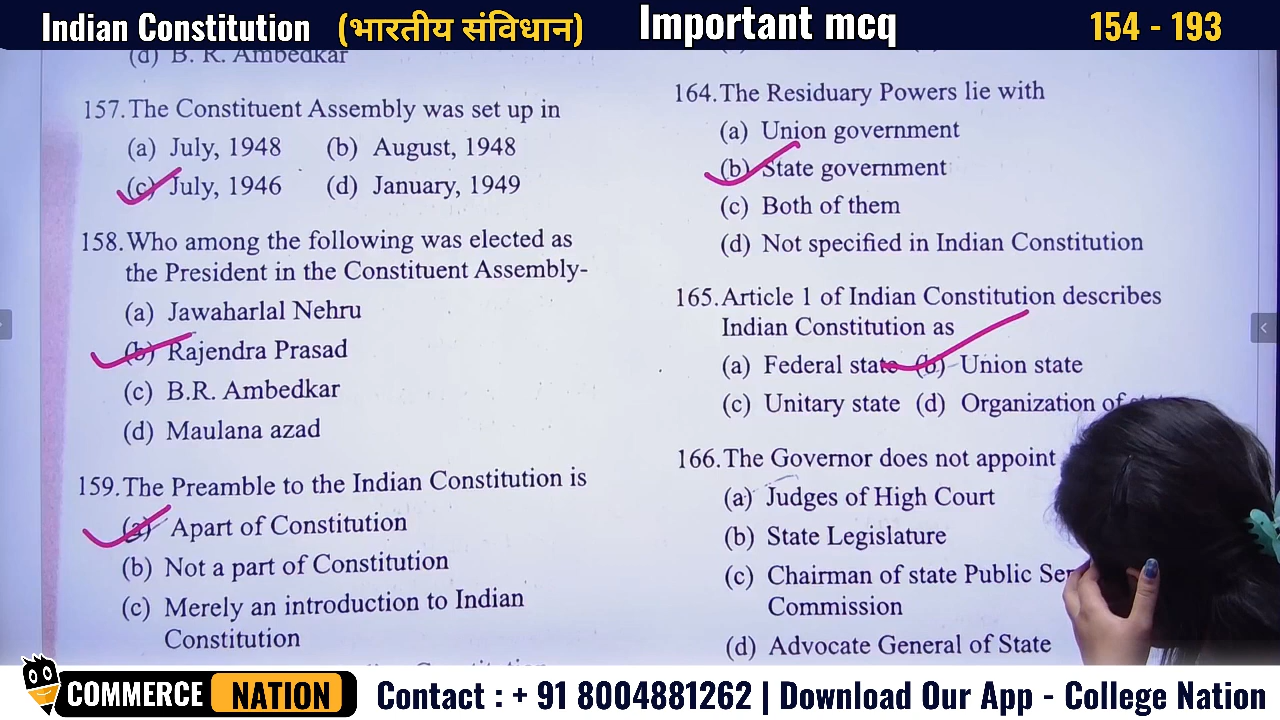 Indian Constitution (भारतीय संविधान) Important mcq 154 - 193
(d) B. R. Ambedkar
157. The Constituent Assembly was set up in
(a) July, 1948 (b) August, 1948
(c) July, 1946 (d) January, 1949
158. Who among the following was elected as
the President in the Constituent Assembly-
(a) Jawaharlal Nehru
(b) Rajendra Prasad
(c) B.R. Ambedkar
(d) Maulana azad
159. The Preamble to the Indian Constitution is
(a) Apart of Constitution
(b) Not a part of Constitution
(c) Merely an introduction to Indian
Constitution
164. The Residuary Powers lie with
(a) Union government
(b) State government
(c) Both of them
(d) Not specified in Indian Constitution
165. Article 1 of Indian Constitution describes
Indian Constitution as
(a) Federal state (b) Union state
(c) Unitary state (d) Organization of
166. The Governor does not appoint
(a) Judges of High Court
(b) State Legislature
(c) Chairman of state Public
Commission
(d) Advocate General of State
COMMERCE NATION Contact : + 91 8004881262 | Download Our App - College Nation